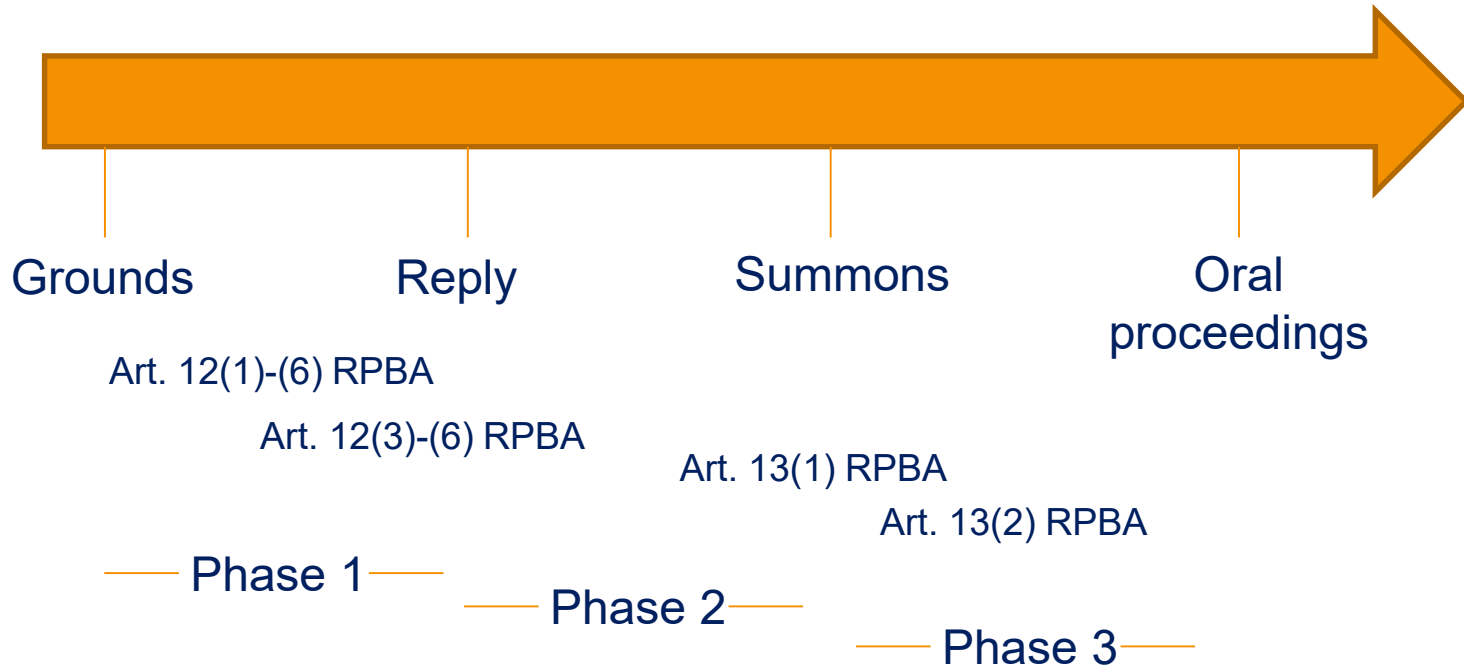 Grounds
Reply
Summons
Oral
proceedings
Art. 12(1)-(6) RPBA
Art. 12(3)-(6) RPBA
Art. 13(1) RPBA
Art. 13(2) RPBA
Phase 1
Phase 2
Phase 3